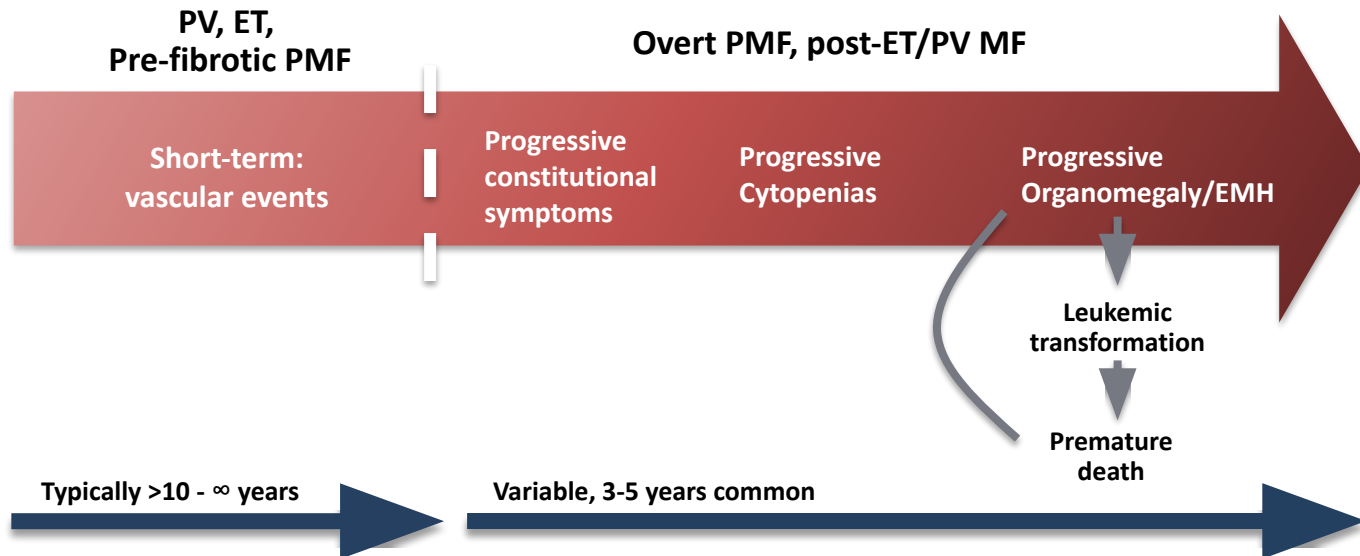 PV, ET,
Pre-fibrotic PMF
Overt PMF, post-ET/PV MF
Short-term:
vascular events
Progressive
constitutional
symptoms
Progressive
Cytopenias
Progressive
Organomegaly/EMH
Leukemic
transformation
Premature
death
Typically >10 - ∞ years
Variable, 3-5 years common